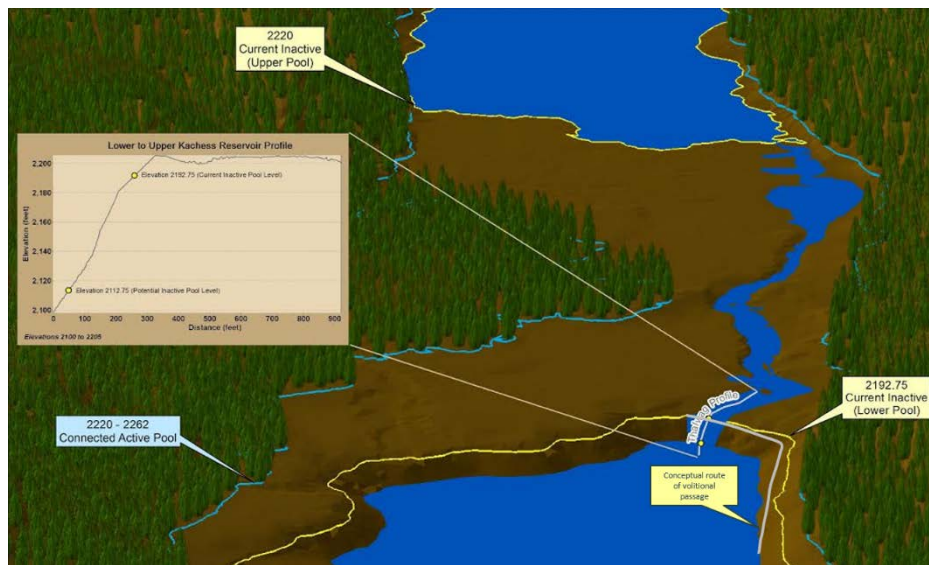 2220
Current Inactive
(Upper Pool)
Lower to Upper Kachess Reservoir Profile
2,200
2,180
2,160
2,140
2,120
2,100
Elevation (feet)
Elevation 2192.75 (Current Inactive Pool Level)
Elevation 2112.75 (Potential Inactive Pool Level)
0 100 200 300 400 500 600 700 800 900
Distance (feet)
Elevations 2100 to 2205
2220 - 2262
Connected Active Pool
Thalweg Profile
2192.75
Current Inactive
(Lower Pool)
Conceptual route
of volitional
passage